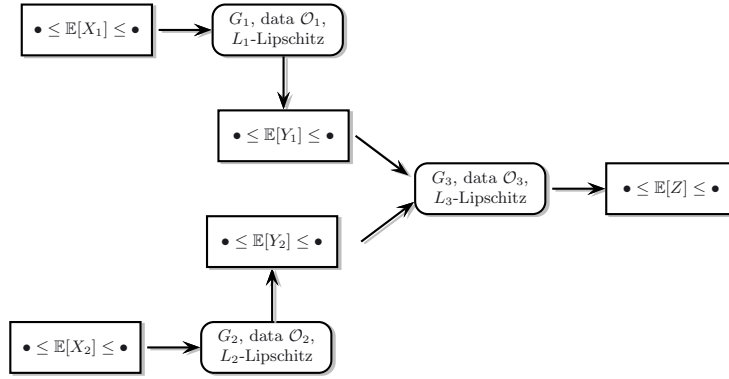 • ≤ 𝔼[X₁] ≤ •
G₁, data 𝒪₁,
L₁-Lipschitz
• ≤ 𝔼[Y₁] ≤ •
G₃, data 𝒪₃,
L₃-Lipschitz
• ≤ 𝔼[Z] ≤ •
• ≤ 𝔼[Y₂] ≤ •
• ≤ 𝔼[X₂] ≤ •
G₂, data 𝒪₂,
L₂-Lipschitz